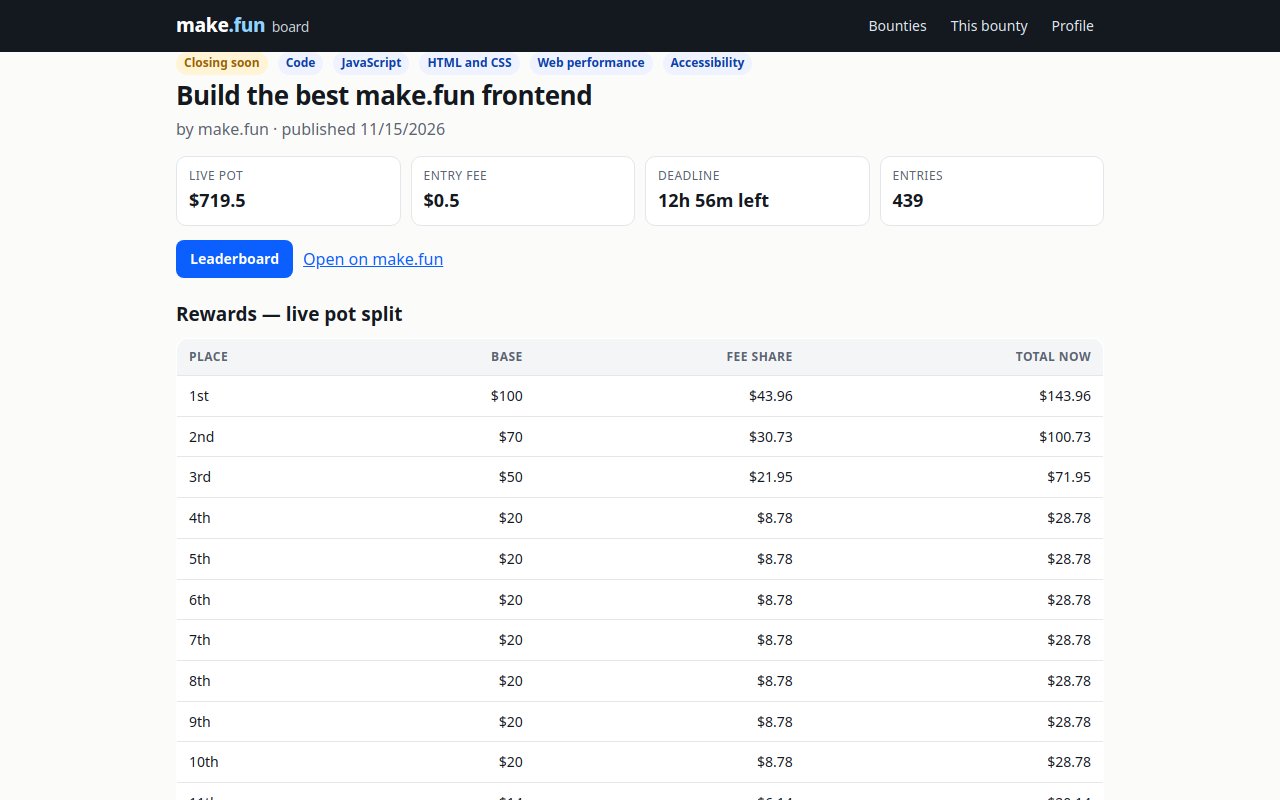 make.fun board Bounties This bounty Profile
Closing soon Code JavaScript HTML and CSS Web performance Accessibility
Build the best make.fun frontend
by make.fun · published 11/15/2026
LIVE POT ENTRY FEE DEADLINE ENTRIES
$719.5 $0.5 12h 56m left 439
Leaderboard Open on make.fun
Rewards — live pot split
PLACE BASE FEE SHARE TOTAL NOW
1st $100 $43.96 $143.96
2nd $70 $30.73 $100.73
3rd $50 $21.95 $71.95
4th $20 $8.78 $28.78
5th $20 $8.78 $28.78
6th $20 $8.78 $28.78
7th $20 $8.78 $28.78
8th $20 $8.78 $28.78
9th $20 $8.78 $28.78
10th $20 $8.78 $28.78